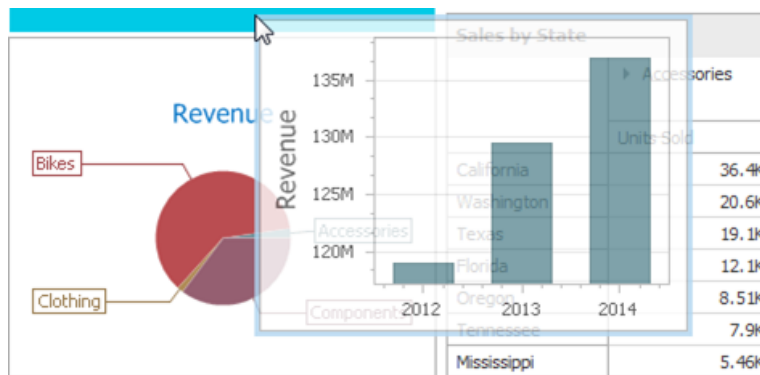 Revenue
Bikes
Accessories
Clothing
Components
Revenue
135M
130M
125M
120M
2012
2013
2014
Sales by State
Accessories
Units Sold
California 36.4K
Washington 20.6K
Texas 19.1K
Florida 12.1K
Oregon 8.51K
Tennessee 7.9K
Mississippi 5.46K